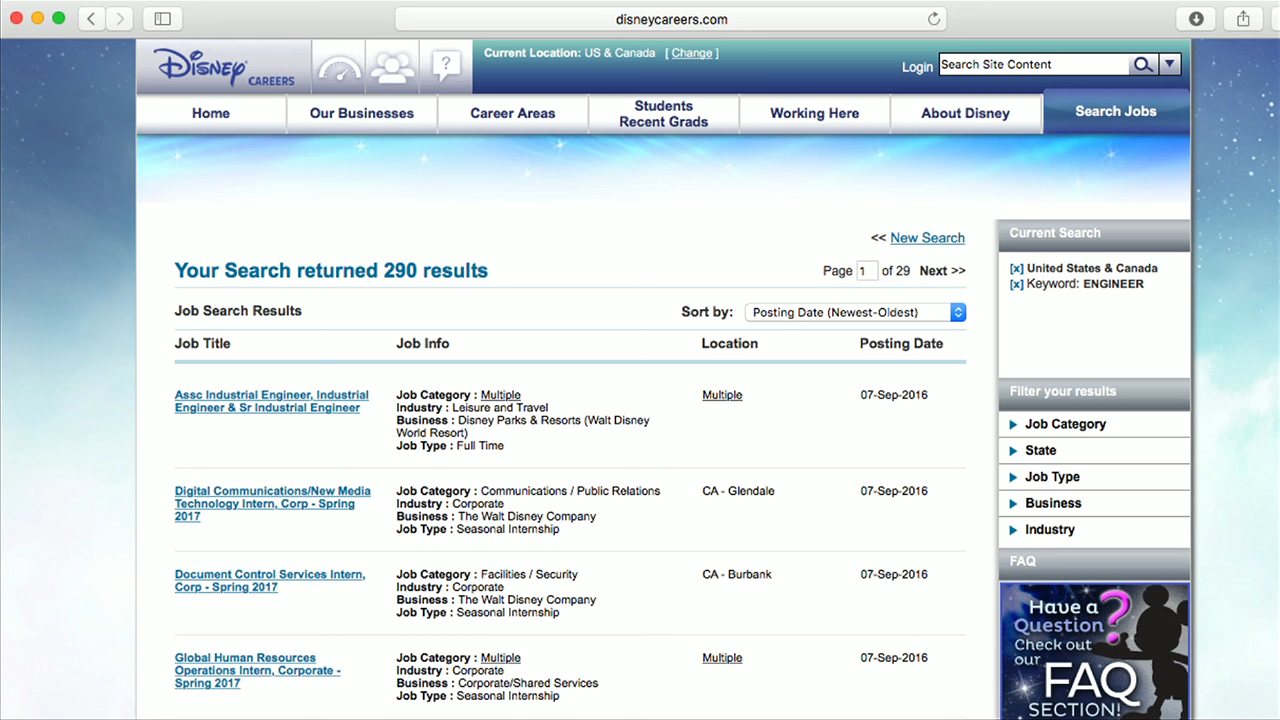 disneycareers.com
Disney CAREERS
?
Current Location: US & Canada [ Change ]
Login
Search Site Content
Home
Our Businesses
Career Areas
Students
Recent Grads
Working Here
About Disney
Search Jobs
<< New Search
Your Search returned 290 results
Page 1 of 29 Next >>
Job Search Results
Sort by: Posting Date (Newest-Oldest)
Job Title Job Info Location Posting Date
Assc Industrial Engineer, Industrial
Engineer & Sr Industrial Engineer
Job Category : Multiple
Industry : Leisure and Travel
Business : Disney Parks & Resorts (Walt Disney
World Resort)
Job Type : Full Time
Multiple
07-Sep-2016
Digital Communications/New Media
Technology Intern, Corp - Spring
2017
Job Category : Communications / Public Relations
Industry : Corporate
Business : The Walt Disney Company
Job Type : Seasonal Internship
CA - Glendale
07-Sep-2016
Document Control Services Intern,
Corp - Spring 2017
Job Category : Facilities / Security
Industry : Corporate
Business : The Walt Disney Company
Job Type : Seasonal Internship
CA - Burbank
07-Sep-2016
Global Human Resources
Operations Intern, Corporate -
Spring 2017
Job Category : Multiple
Industry : Corporate
Business : Corporate/Shared Services
Job Type : Seasonal Internship
Multiple
07-Sep-2016
Current Search
[x] United States & Canada
[x] Keyword: ENGINEER
Filter your results
Job Category
State
Job Type
Business
Industry
FAQ
Have a
Question?
Check out
our
FAQ
SECTION!